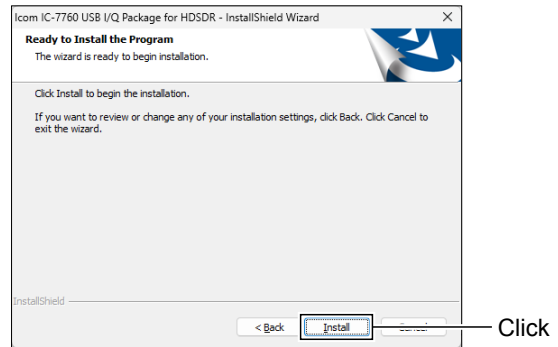 Icom IC-7760 USB I/Q Package for HDSDR - InstallShield Wizard
Ready to Install the Program
The wizard is ready to begin installation.
Click Install to begin the installation.
If you want to review or change any of your installation settings, click Back. Click Cancel to
exit the wizard.
InstallShield
< Back Install Cancel Click